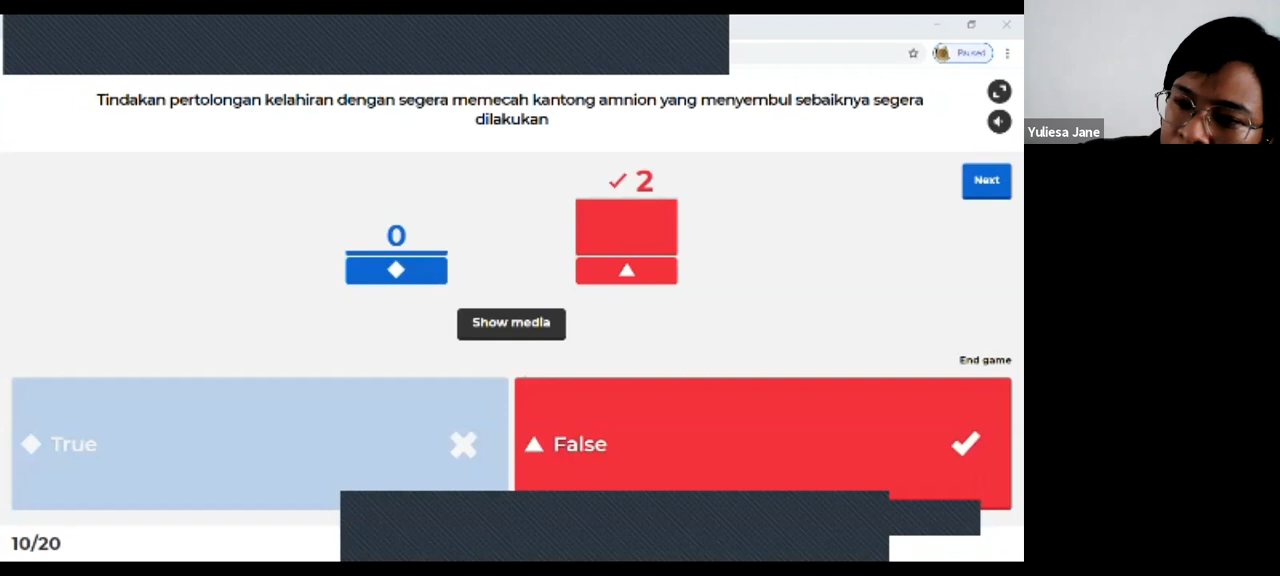 Paused
Tindakan pertolongan kelahiran dengan segera memecah kantong amnion yang menyembul sebaiknya segera
dilakukan
Yuliesa Jane
Next
0
2
Show media
End game
True
False
10/20